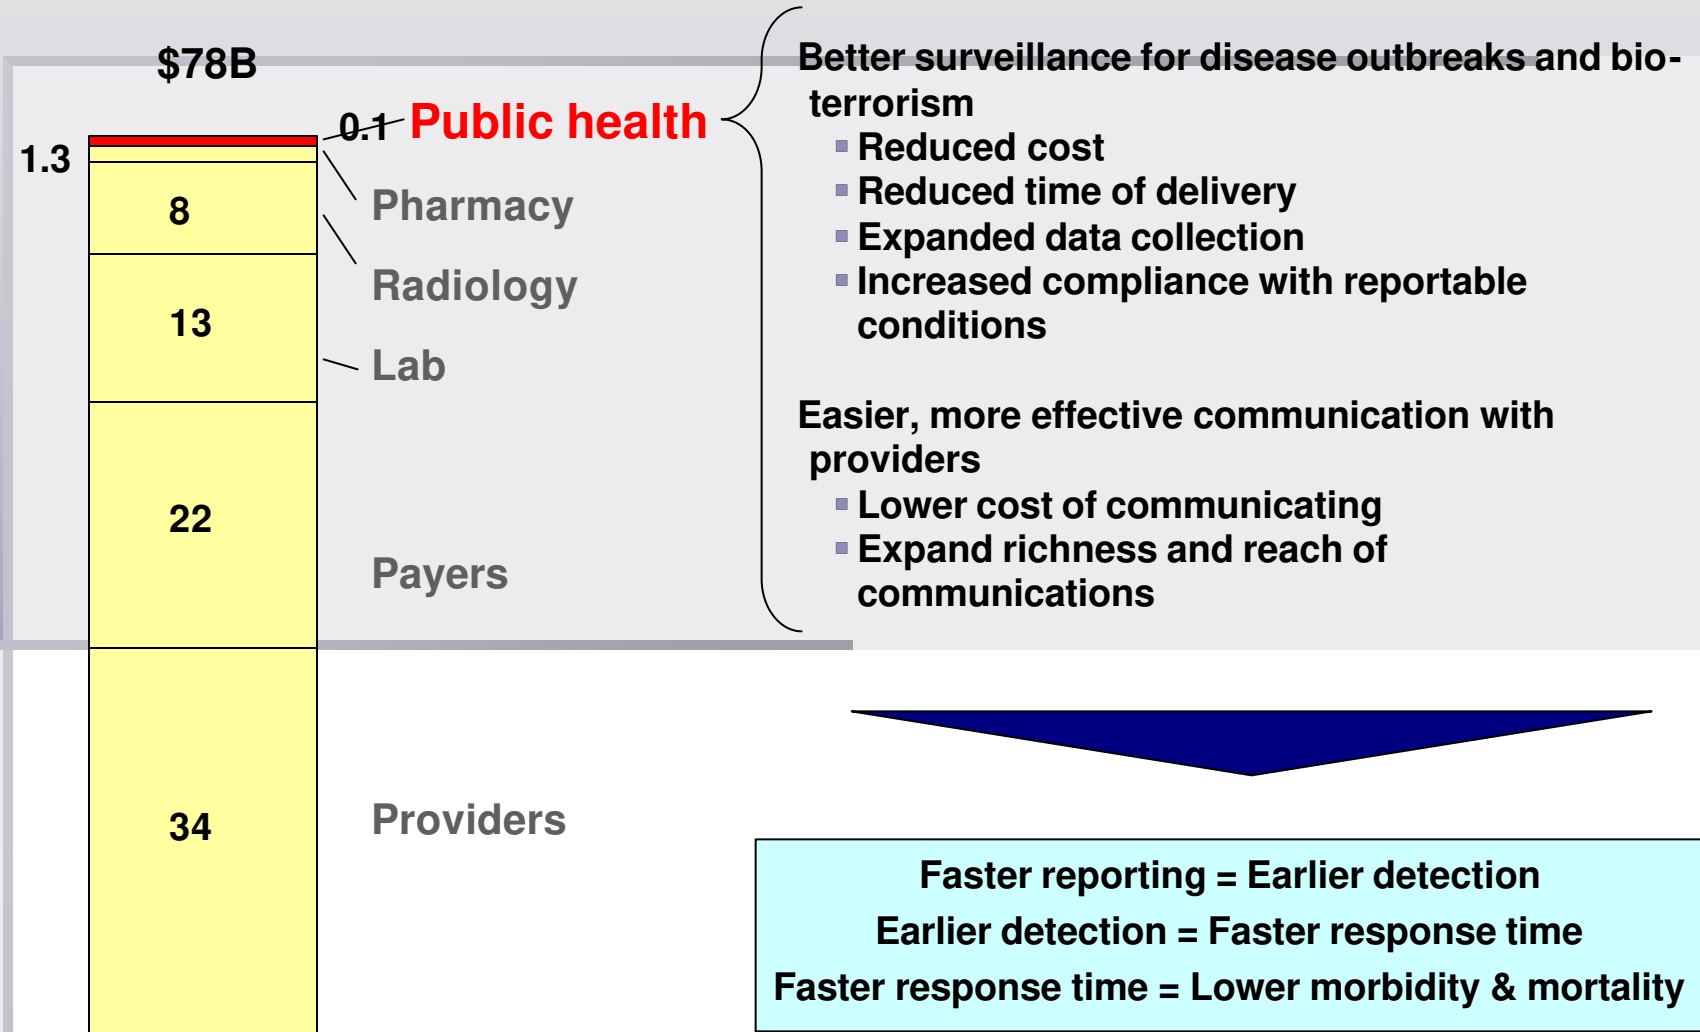 $78B
0.1
Public health
1.3
Pharmacy
8
Radiology
13
Lab
22
Payers
34
Providers
Better surveillance for disease outbreaks and bio-
terrorism
Reduced cost
Reduced time of delivery
Expanded data collection
Increased compliance with reportable
conditions
Easier, more effective communication with
providers
Lower cost of communicating
Expand richness and reach of
communications
Faster reporting = Earlier detection
Earlier detection = Faster response time
Faster response time = Lower morbidity & mortality